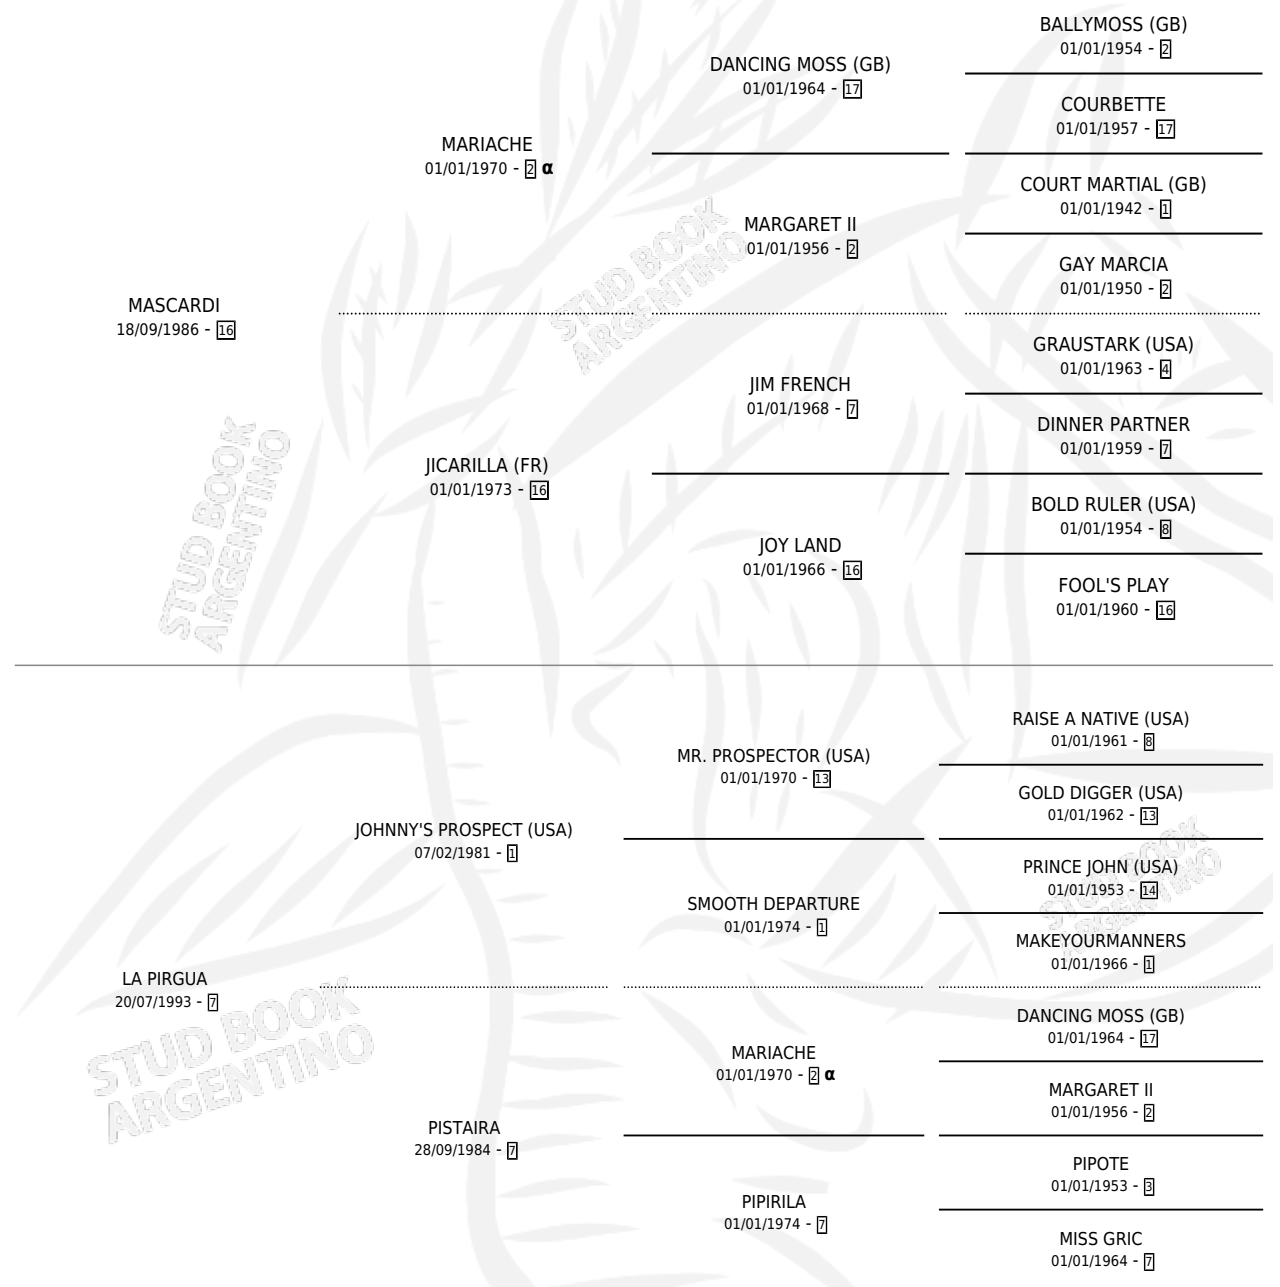 BALLYMOSS (GB)
01/01/1954 - 2
DANCING MOSS (GB)
01/01/1964 - 17
COURBETTE
01/01/1957 - 17
MARIACHE
01/01/1970 - 2 α
COURT MARTIAL (GB)
01/01/1942 - 1
MARGARET II
01/01/1956 - 2
GAY MARCIA
01/01/1950 - 2
MASCARDI
18/09/1986 - 16
STUD BOOK
ARGENTINO
GRAUSTARK (USA)
01/01/1963 - 4
JIM FRENCH
01/01/1968 - 7
DINNER PARTNER
01/01/1959 - 7
JICARILLA (FR)
01/01/1973 - 16
BOLD RULER (USA)
01/01/1954 - 8
JOY LAND
01/01/1966 - 16
FOOL'S PLAY
01/01/1960 - 16
STUD BOOK
ARGENTINO
RAISE A NATIVE (USA)
01/01/1961 - 8
MR. PROSPECTOR (USA)
01/01/1970 - 13
GOLD DIGGER (USA)
01/01/1962 - 13
JOHNNY'S PROSPECT (USA)
07/02/1981 - 1
PRINCE JOHN (USA)
01/01/1953 - 14
STUD BOOK
ARGENTINO
SMOOTH DEPARTURE
01/01/1974 - 1
MAKEYOURMANNERS
01/01/1966 - 1
LA PIRGUA
20/07/1993 - 7
STUD BOOK
ARGENTINO
DANCING MOSS (GB)
01/01/1964 - 17
MARIACHE
01/01/1970 - 2 α
MARGARET II
01/01/1956 - 2
PISTAIRA
28/09/1984 - 7
PIPOTE
01/01/1953 - 3
PIPIRILA
01/01/1974 - 7
MISS GRIC
01/01/1964 - 7